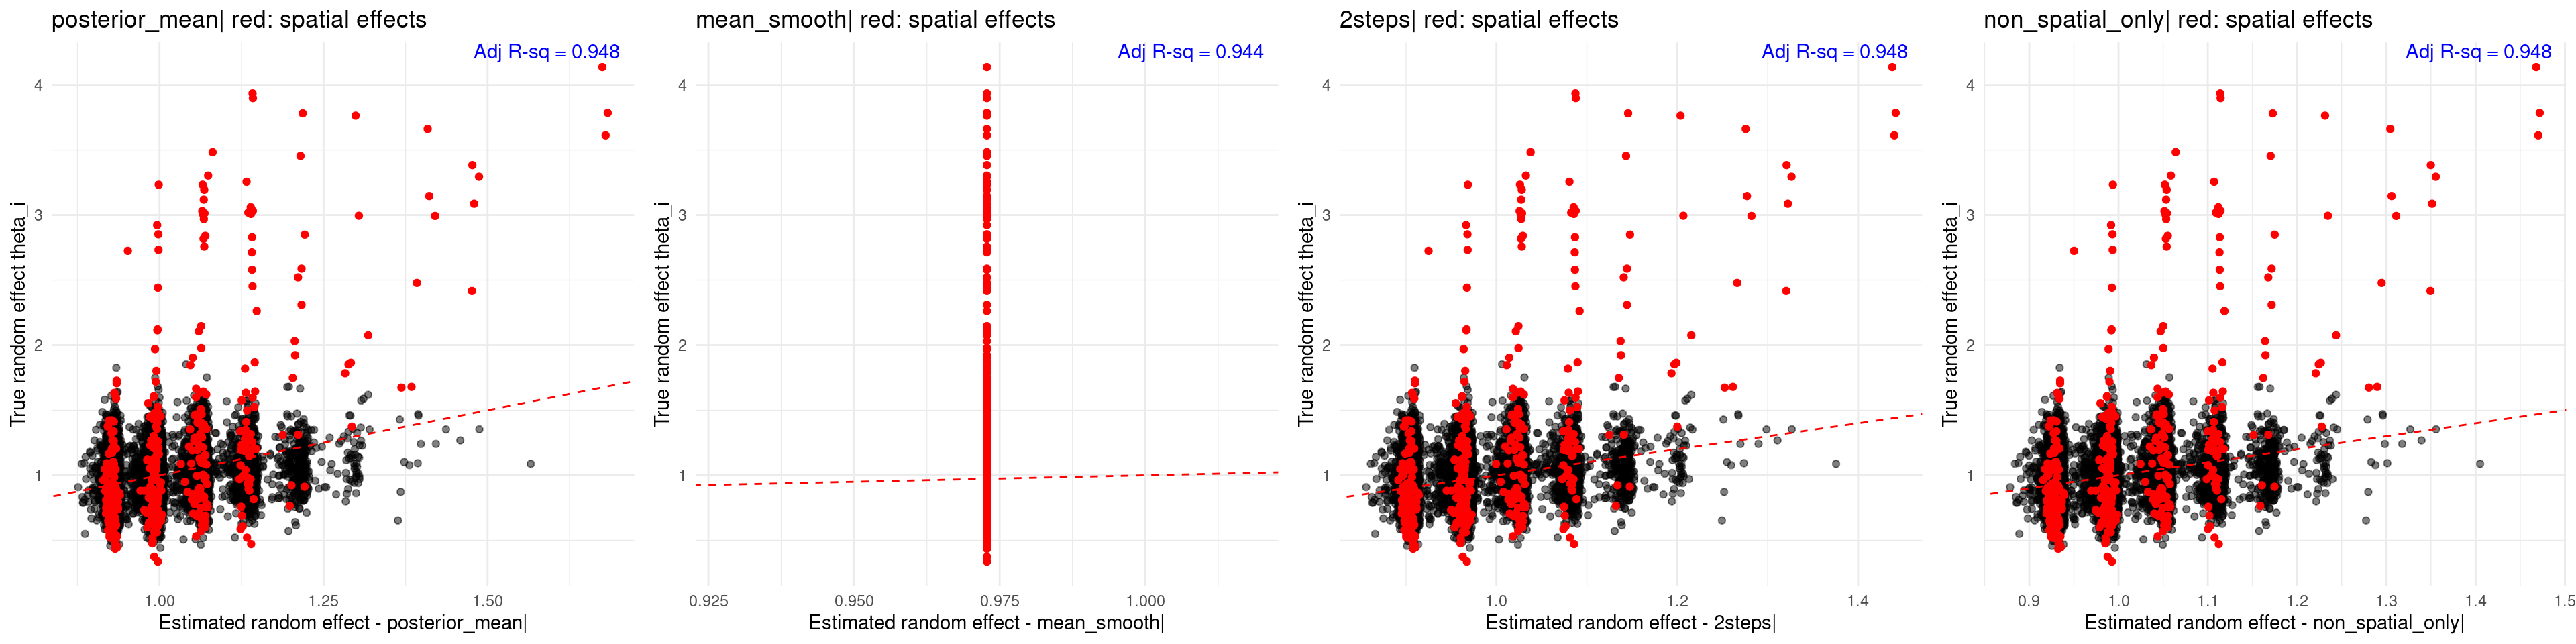 posterior_mean| red: spatial effects
Adj R-sq = 0.948
True random effect theta_i
4
3
2
1
1.00
1.25
1.50
Estimated random effect - posterior_mean|
mean_smooth| red: spatial effects
Adj R-sq = 0.944
True random effect theta_i
4
3
2
1
0.925
0.950
0.975
1.000
Estimated random effect - mean_smooth|
2steps| red: spatial effects
Adj R-sq = 0.948
True random effect theta_i
4
3
2
1
1.0
1.2
1.4
Estimated random effect - 2steps|
non_spatial_only| red: spatial effects
Adj R-sq = 0.948
True random effect theta_i
4
3
2
1
0.9
1.0
1.1
1.2
1.3
1.4
1.5
Estimated random effect - non_spatial_only|